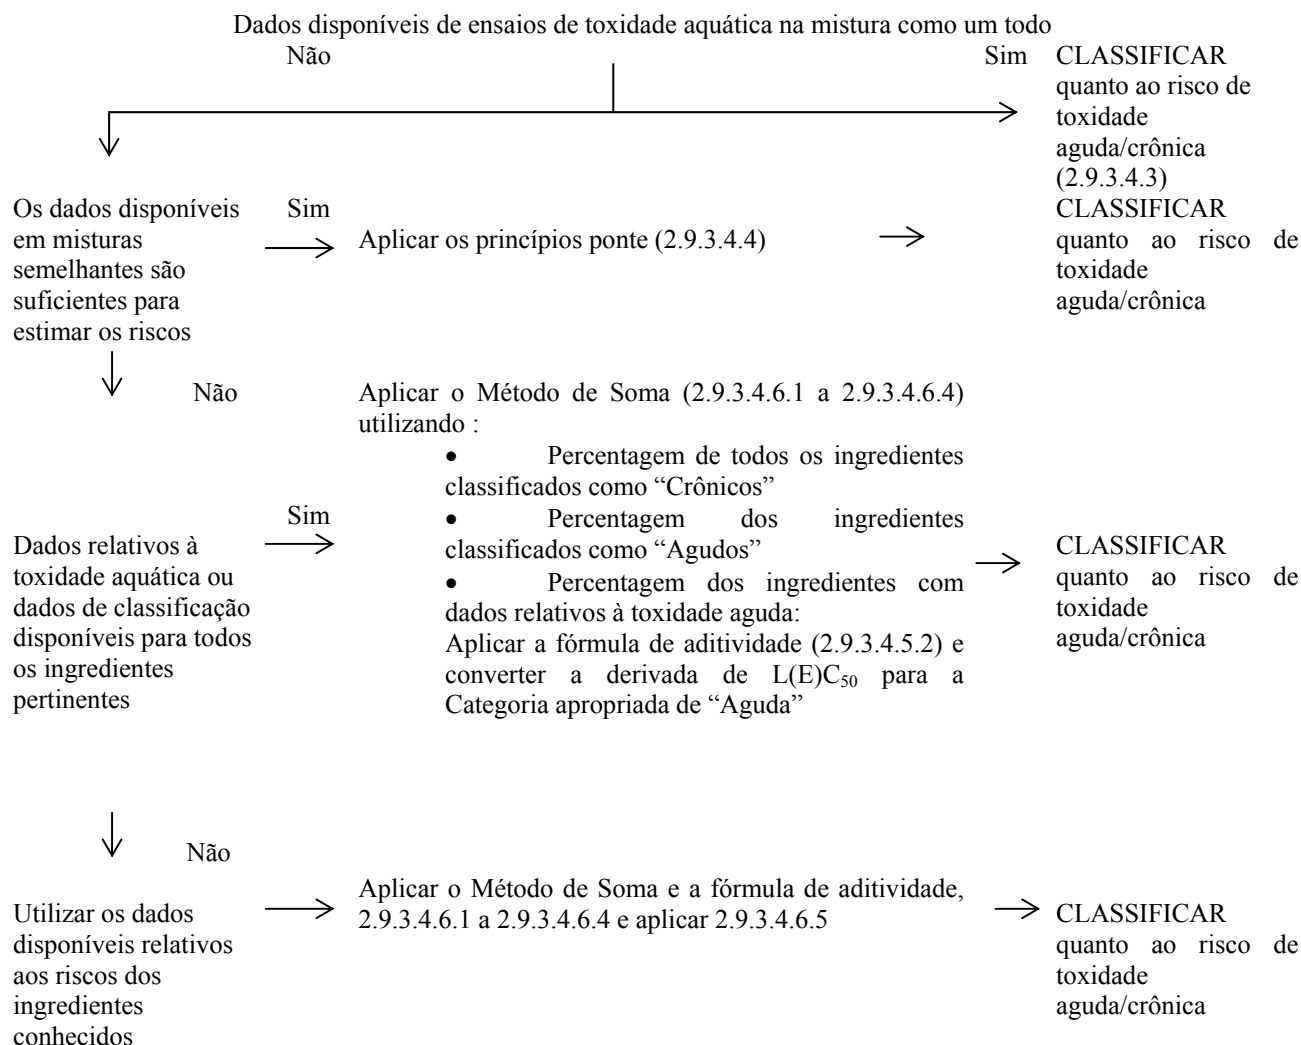 Dados disponíveis de ensaios de toxidade aquática na mistura como um todo
Não
Sim
CLASSIFICAR
quanto ao risco de
toxidade
aguda/crônica
(2.9.3.4.3)
Os dados disponíveis
em misturas
semelhantes são
suficientes para
estimar os riscos
Sim
Aplicar os princípios ponte (2.9.3.4.4)
CLASSIFICAR
quanto ao risco de
toxidade
aguda/crônica
Não
Aplicar o Método de Soma (2.9.3.4.6.1 a 2.9.3.4.6.4)
utilizando :
• Percentagem de todos os ingredientes
classificados como “Crônicos”
• Percentagem dos ingredientes
classificados como “Agudos”
• Percentagem dos ingredientes com
dados relativos à toxidade aguda:
Aplicar a fórmula de aditividade (2.9.3.4.5.2) e
converter a derivada de L(E)C₅₀ para a
Categoria apropriada de “Aguda”
Sim
Dados relativos à
toxidade aquática ou
dados de classificação
disponíveis para todos
os ingredientes
pertinentes
CLASSIFICAR
quanto ao risco de
toxidade
aguda/crônica
Não
Utilizar os dados
disponíveis relativos
aos riscos dos
ingredientes
conhecidos
Aplicar o Método de Soma e a fórmula de aditividade,
2.9.3.4.6.1 a 2.9.3.4.6.4 e aplicar 2.9.3.4.6.5
CLASSIFICAR
quanto ao risco de
toxidade
aguda/crônica